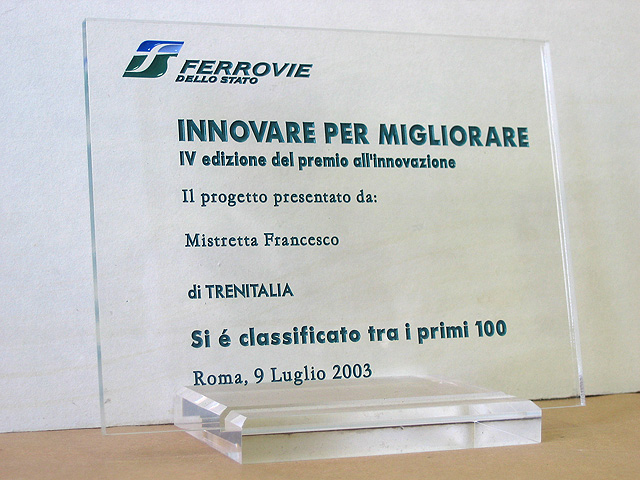 FERROVIE
DELLO STATO
INNOVARE PER MIGLIORARE
IV edizione del premio all'innovazione
Il progetto presentato da:
Mistretta Francesco
di TRENITALIA
Si é classificato tra i primi 100
Roma, 9 Luglio 2003